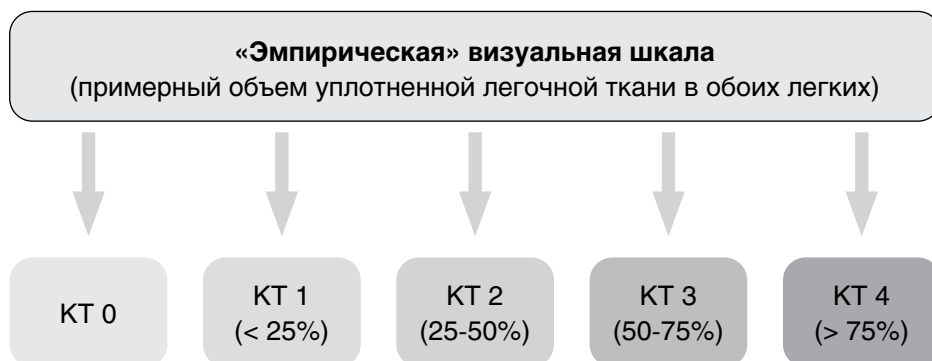 «Эмпирическая» визуальная шкала
(примерный объем уплотненной легочной ткани в обоих легких)
КТ 0
КТ 1
(< 25%)
КТ 2
(25-50%)
КТ 3
(50-75%)
КТ 4
(> 75%)